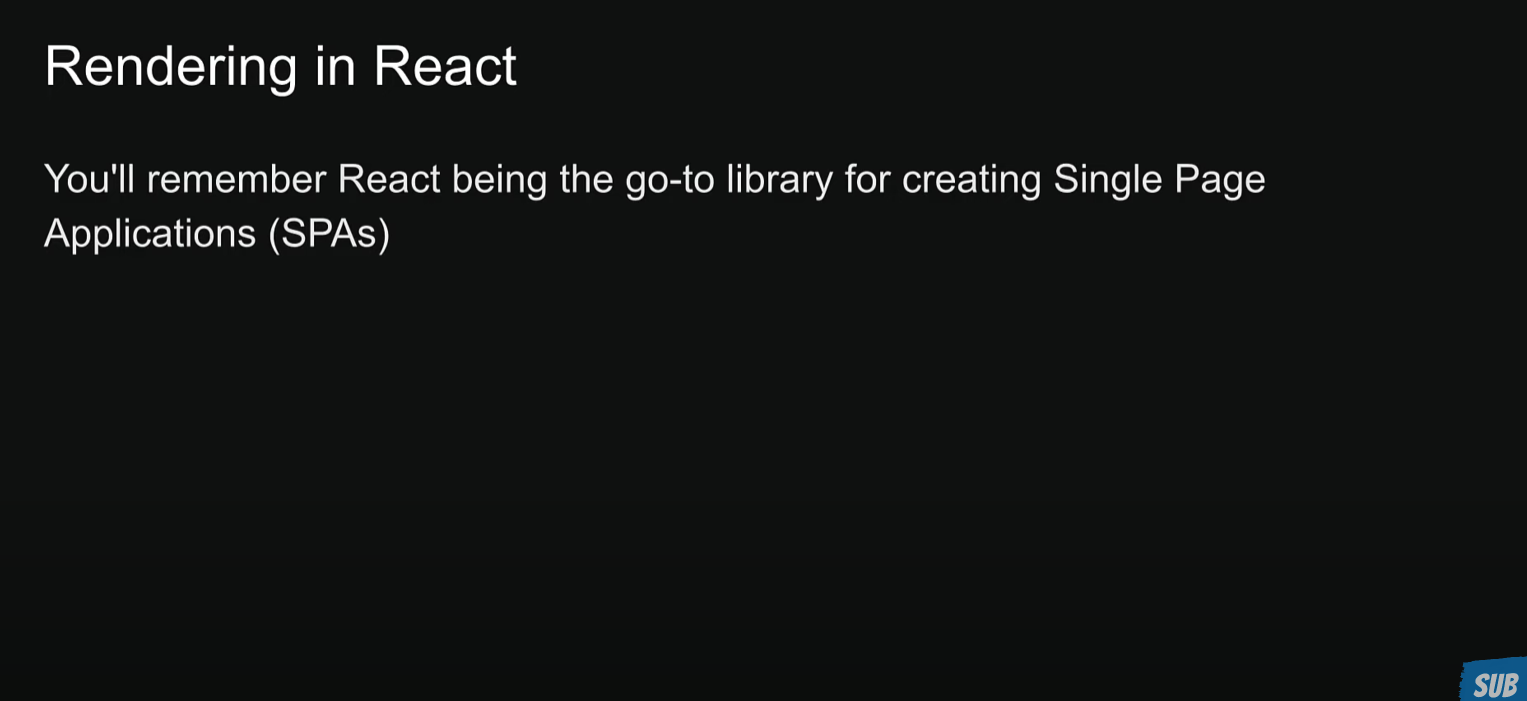 Rendering in React
You'll remember React being the go-to library for creating Single Page
Applications (SPAs)
SUB